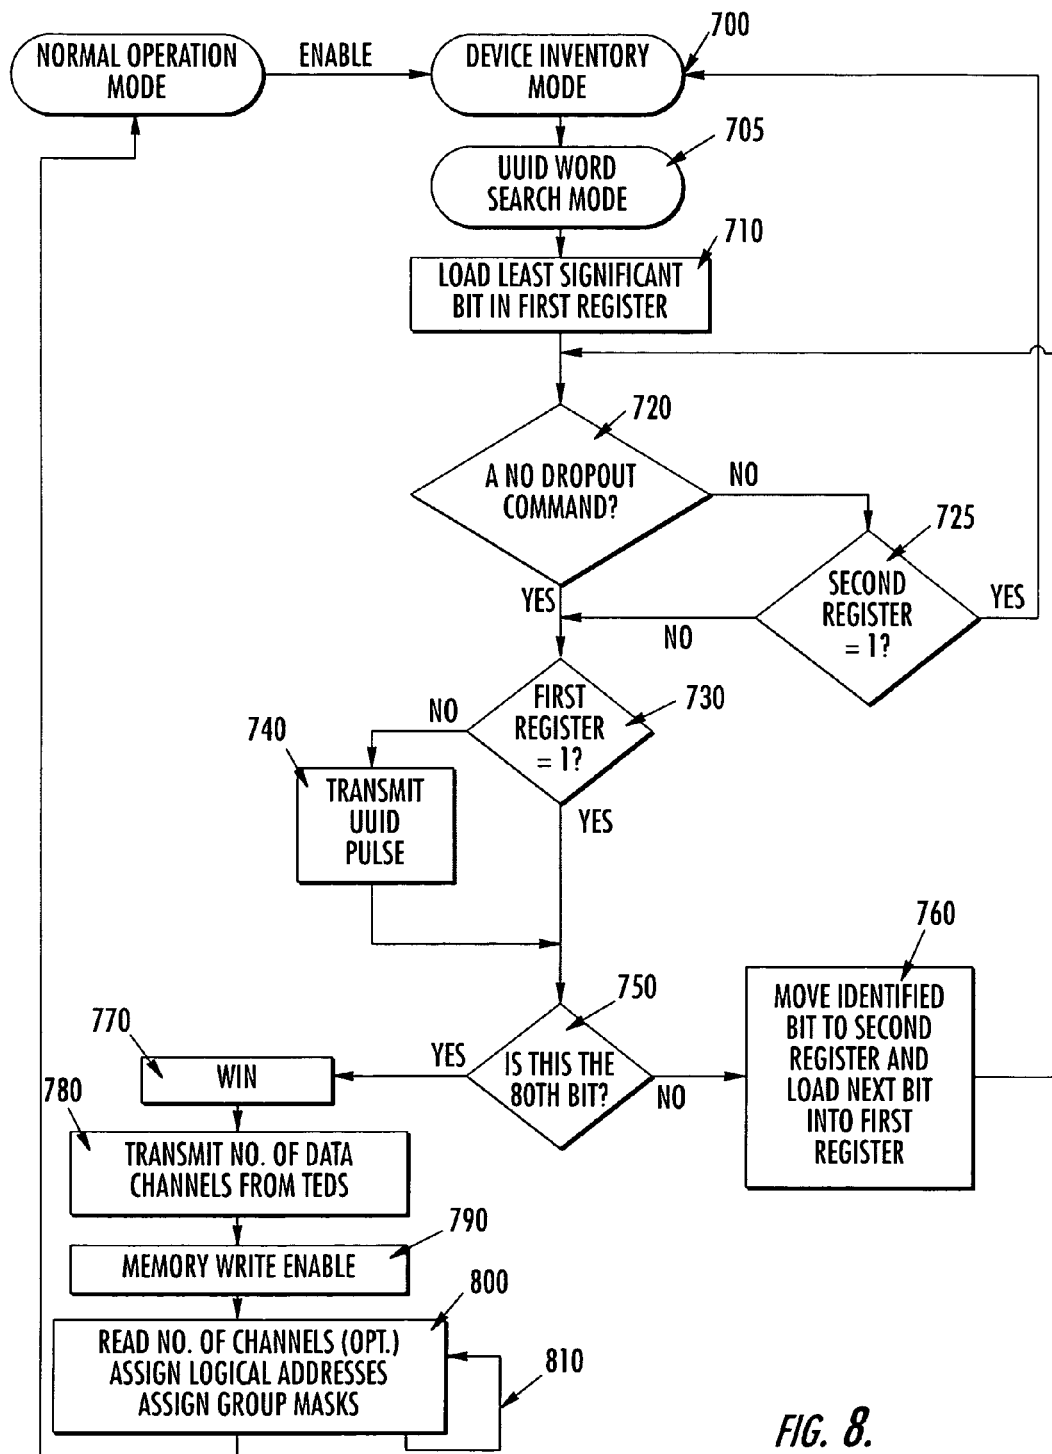 NORMAL OPERATION
MODE
ENABLE
DEVICE INVENTORY
MODE
700
UUID WORD
SEARCH MODE
705
LOAD LEAST SIGNIFICANT
BIT IN FIRST REGISTER
710
A NO DROPOUT
COMMAND?
720
NO
YES
SECOND
REGISTER
= 1?
725
YES
NO
FIRST
REGISTER
= 1?
730
NO
YES
740
TRANSMIT
UUID
PULSE
IS THIS THE
80TH BIT?
750
YES
NO
760
MOVE IDENTIFIED
BIT TO SECOND
REGISTER AND
LOAD NEXT BIT
INTO FIRST
REGISTER
770
WIN
780
TRANSMIT NO. OF DATA
CHANNELS FROM TEDS
790
MEMORY WRITE ENABLE
800
READ NO. OF CHANNELS (OPT.)
ASSIGN LOGICAL ADDRESSES
ASSIGN GROUP MASKS
810
FIG. 8.